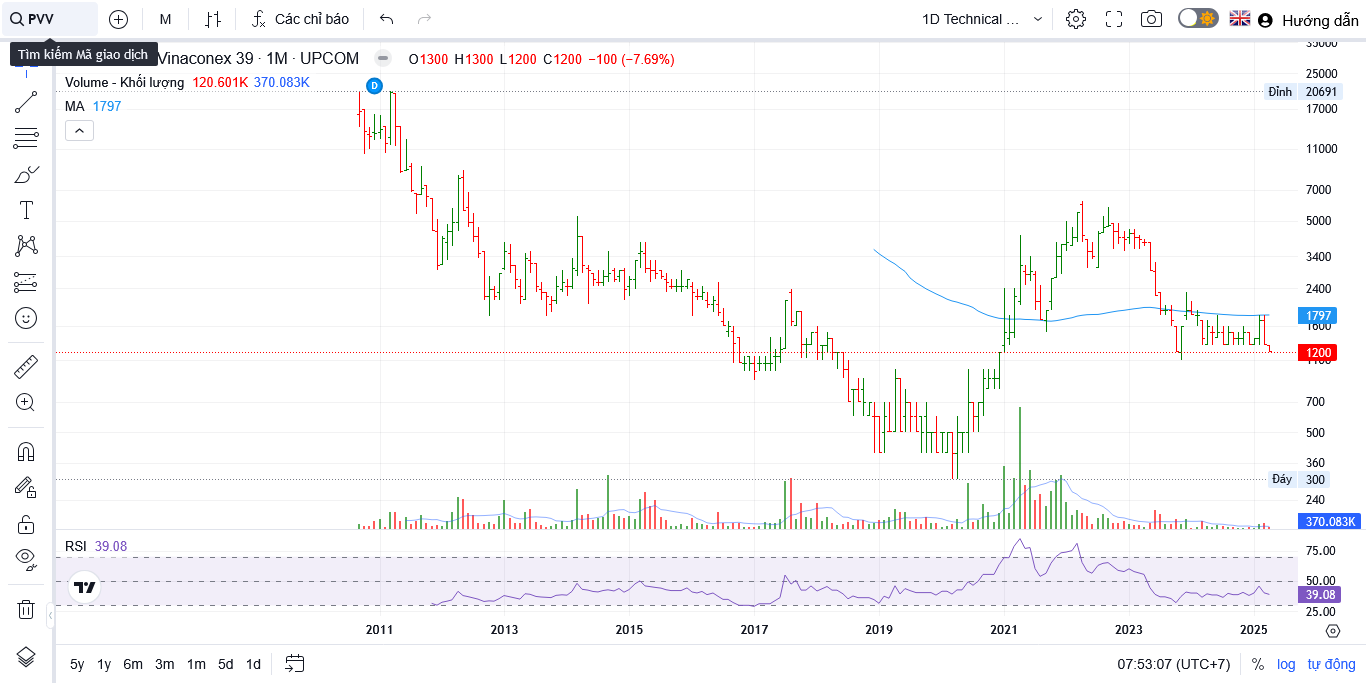 PVV
M
Các chỉ báo
1D Technical ...
Hướng dẫn
Tìm kiếm Mã giao dịch
Vinaconex 39 · 1M · UPCOM
O1300 H1300 L1200 C1200 −100 (−7.69%)
Volume - Khối lượng 120.601K 370.083K
D
MA 1797
35000
25000
Đỉnh 20691
17000
11000
7000
5000
3400
2400
1797
1600
1200
1100
700
500
360
Đáy 300
240
370.083K
RSI 39.08
75.00
50.00
39.08
25.00
2011 2013 2015 2017 2019 2021 2023 2025
5y 1y 6m 3m 1m 5d 1d
07:53:07 (UTC+7) % log tự động